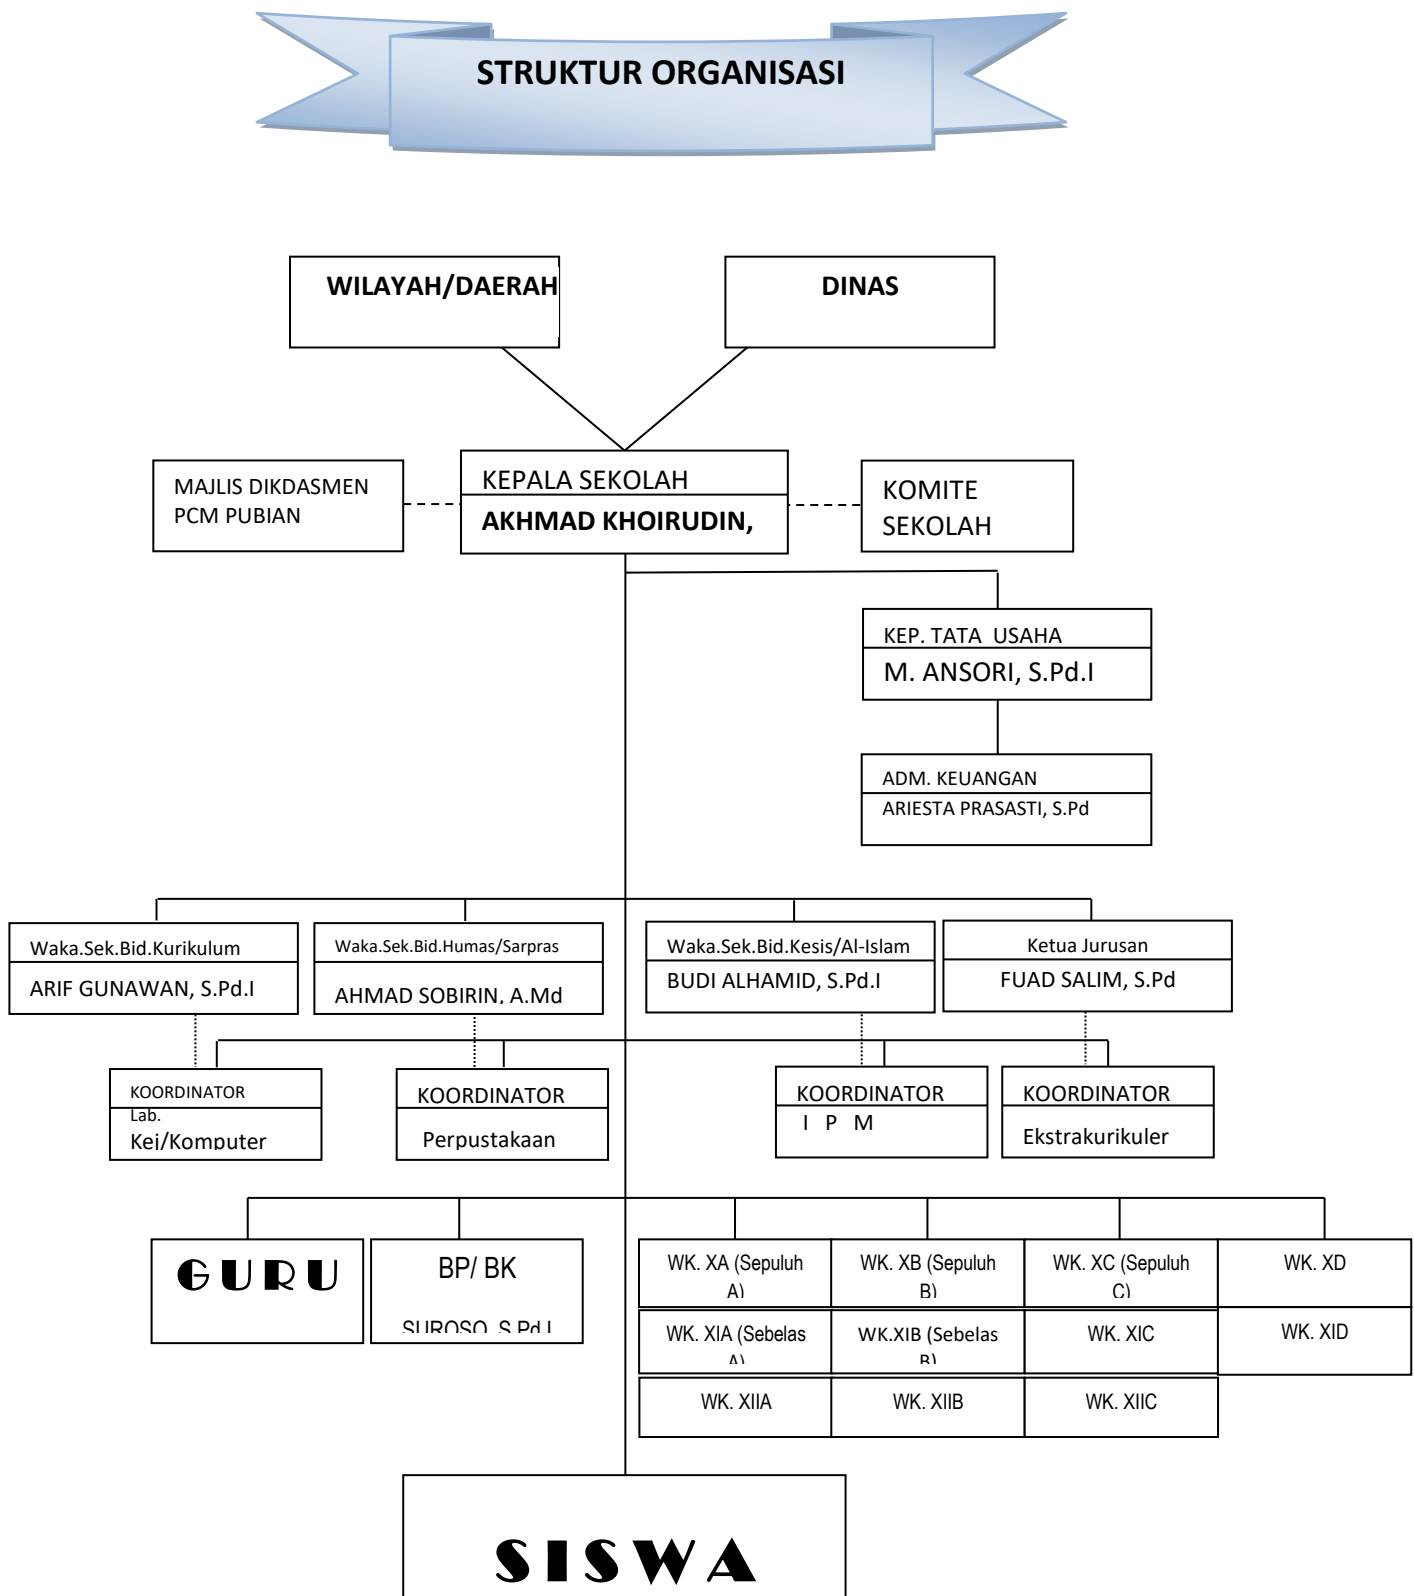 STRUKTUR ORGANISASI
WILAYAH/DAERAH
DINAS
MAJLIS DIKDASMEN
PCM PUBIAN
KEPALA SEKOLAH
AKHMAD KHOIRUDIN,
KOMITE
SEKOLAH
KEP. TATA USAHA
M. ANSORI, S.Pd.I
ADM. KEUANGAN
ARIESTA PRASASTI, S.Pd
Waka.Sek.Bid.Kurikulum
ARIF GUNAWAN, S.Pd.I
Waka.Sek.Bid.Humas/Sarpras
AHMAD SOBIRIN, A.Md
Waka.Sek.Bid.Kesis/Al-Islam
BUDI ALHAMID, S.Pd.I
Ketua Jurusan
FUAD SALIM, S.Pd
KOORDINATOR
Lab.
Kej/Komputer
KOORDINATOR
Perpustakaan
KOORDINATOR
I P M
KOORDINATOR
Ekstrakurikuler
GURU
BP/ BK
SUROSO, S.Pd.I
WK. XA (Sepuluh
A)
WK. XB (Sepuluh
B)
WK. XC (Sepuluh
C)
WK. XD
WK. XIA (Sebelas
A)
WK.XIB (Sebelas
B)
WK. XIC
WK. XID
WK. XIIA
WK. XIIB
WK. XIIC
SISWA